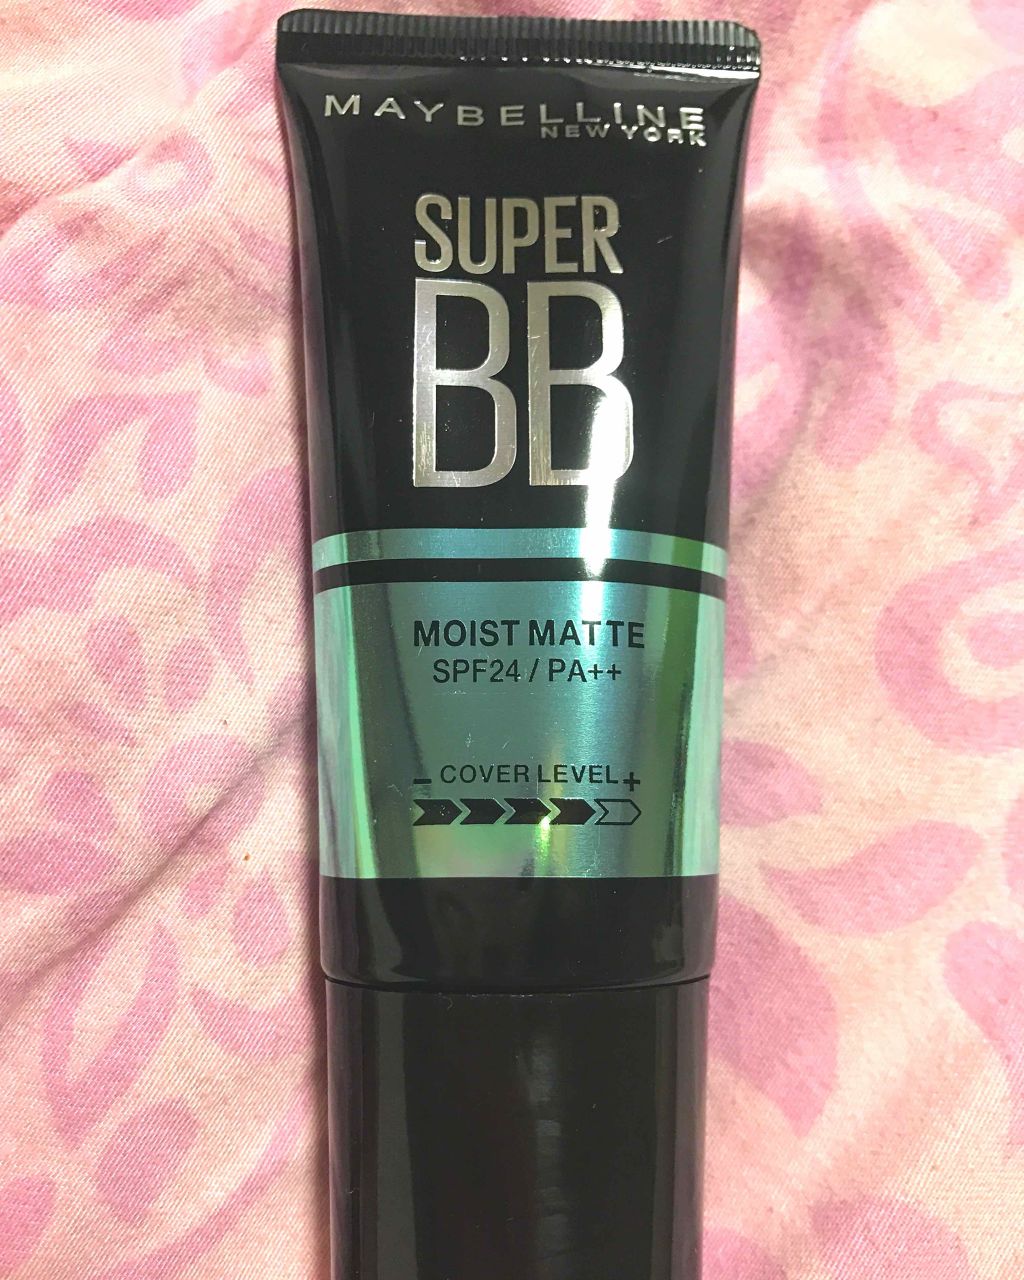 MAYBELLINE
NEW YORK
SUPER
BB
MOIST MATTE
SPF24 / PA++
- COVER LEVEL +